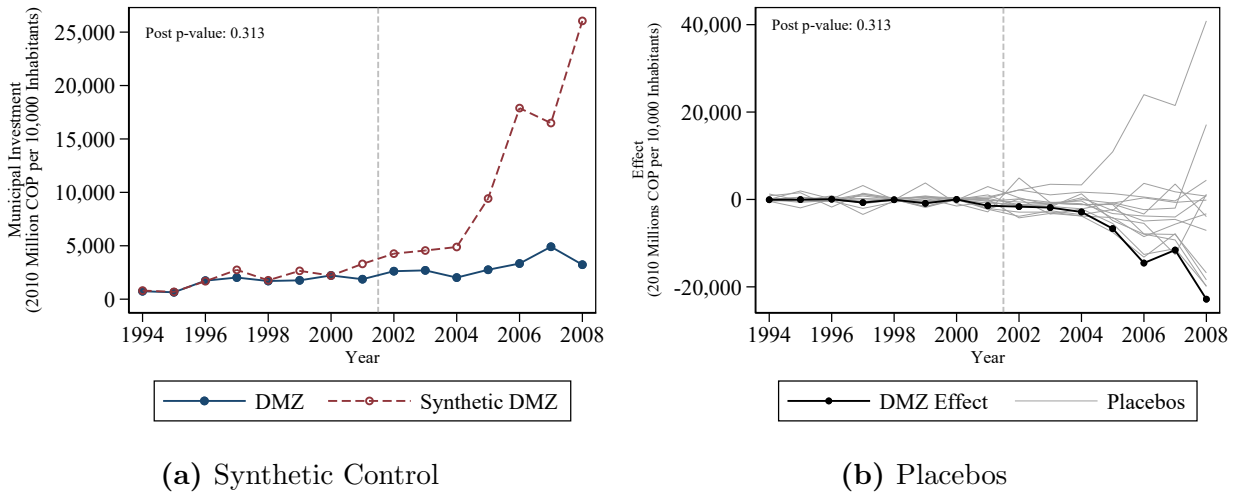 Post p-value: 0.313
Municipal Investment
(2010 Million COP per 10,000 Inhabitants)
25,000
20,000
15,000
10,000
5,000
0
1994 1996 1998 2000 2002 2004 2006 2008
Year
DMZ Synthetic DMZ
(a) Synthetic Control
Post p-value: 0.313
Effect
(2010 Millions COP per 10,000 Inhabitants)
40,000
20,000
0
-20,000
1994 1996 1998 2000 2002 2004 2006 2008
Year
DMZ Effect Placebos
(b) Placebos